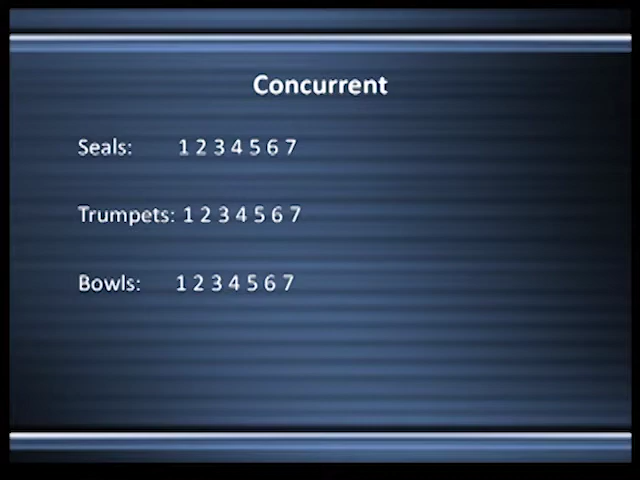 Concurrent
Seals: 1 2 3 4 5 6 7
Trumpets: 1 2 3 4 5 6 7
Bowls: 1 2 3 4 5 6 7